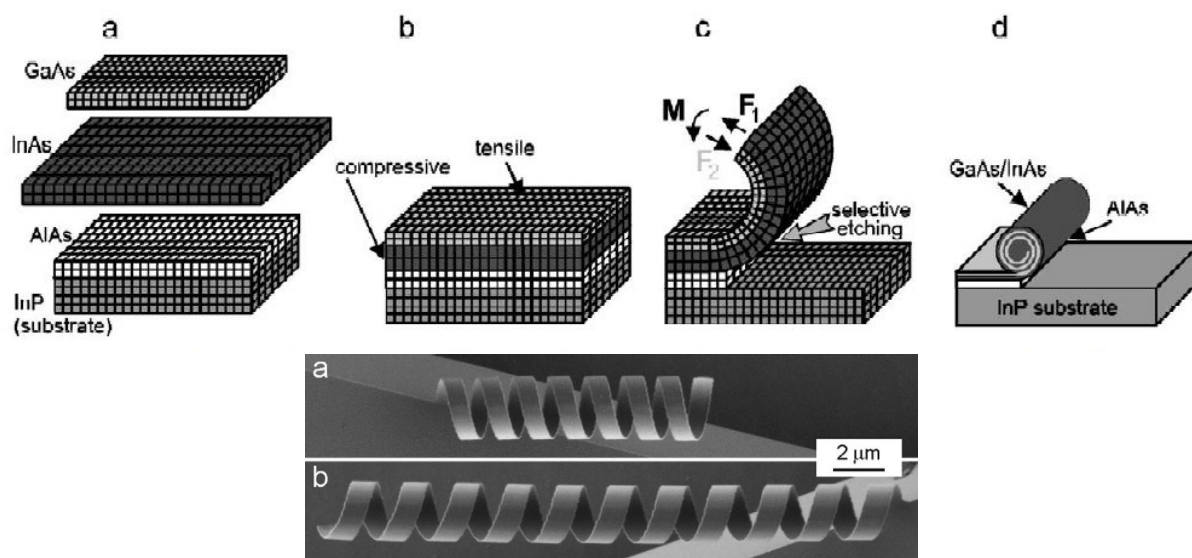 a
b
c
d
GaAs
InAs
AlAs
InP
(substrate)
compressive
tensile
M
F1
F2
selective
etching
GaAs/InAs
AlAs
InP substrate
a
2 μm
b